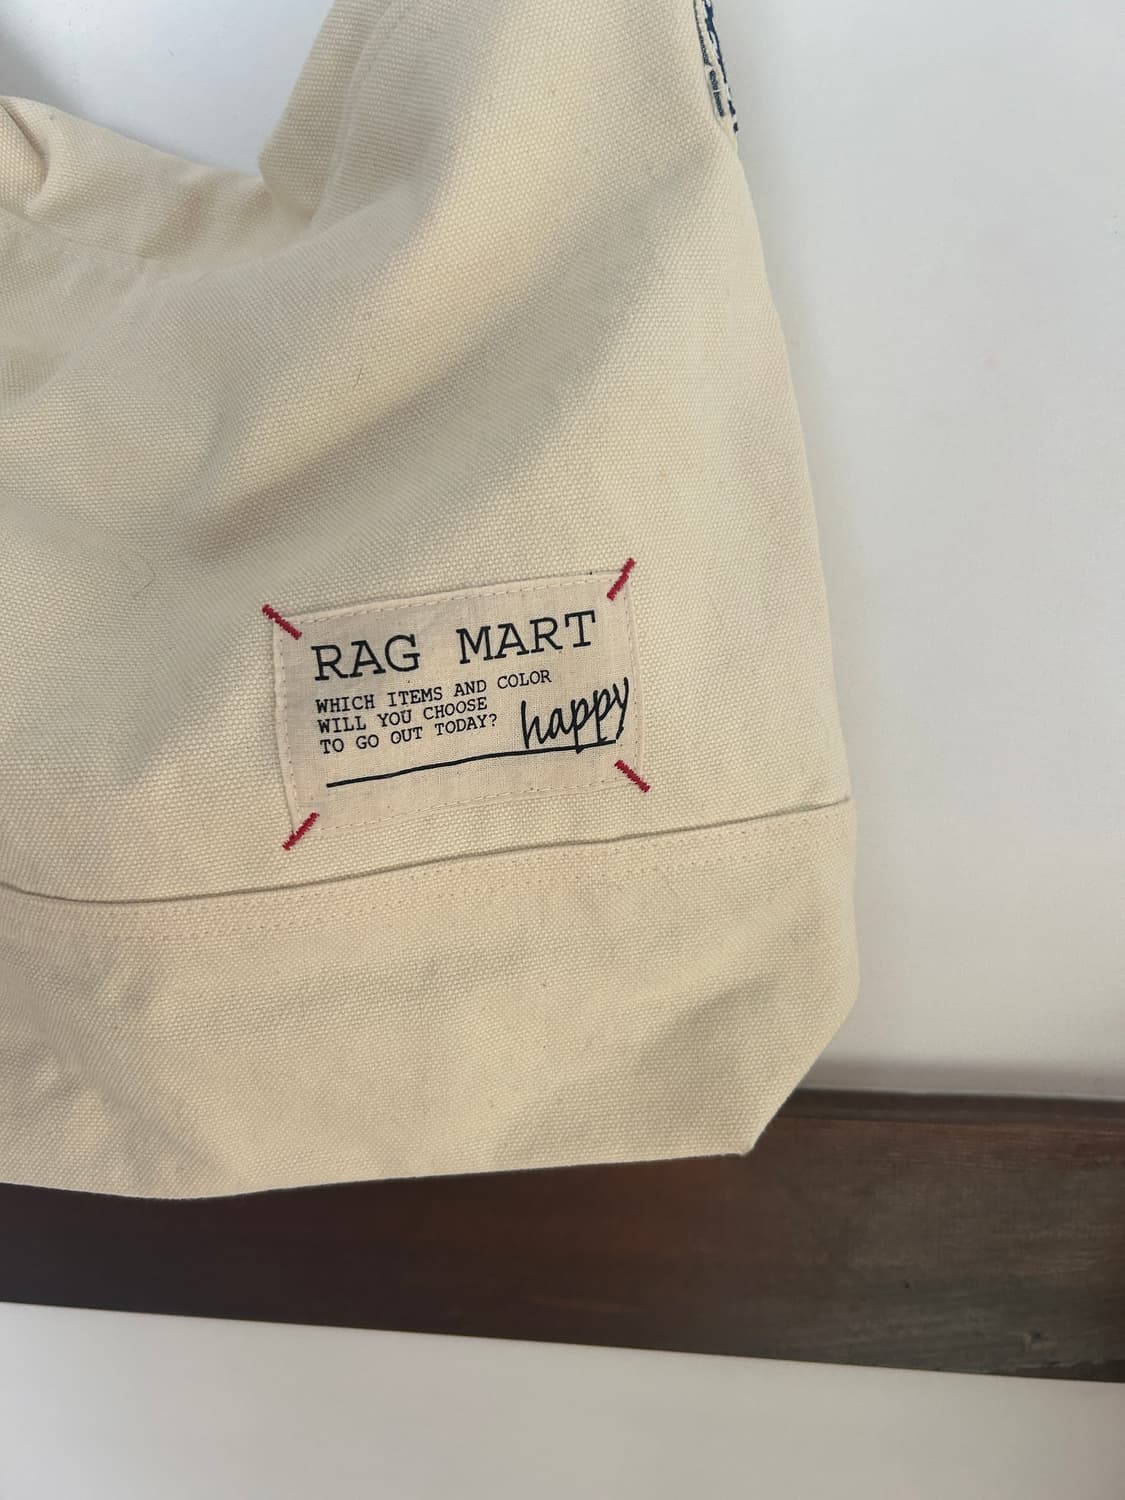 RAG MART
WHICH ITEMS AND COLOR
WILL YOU CHOOSE
TO GO OUT TODAY?
happy